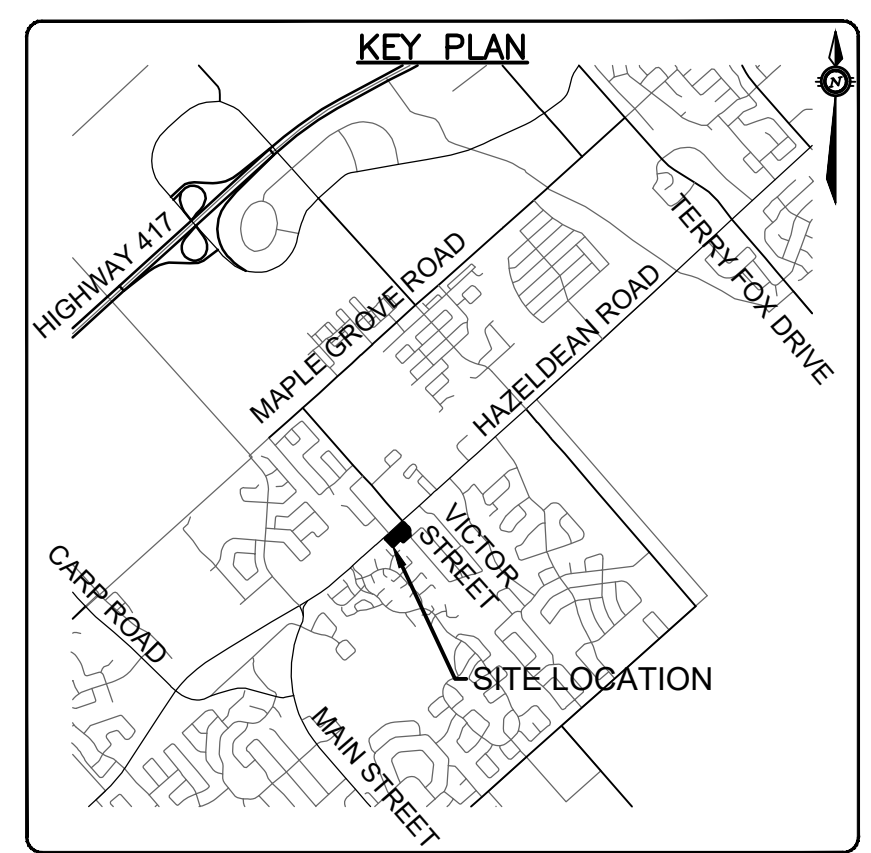 KEY PLAN
N
HIGHWAY 417
MAPLE GROVE ROAD
HAZELDEAN ROAD
TERRY FOX DRIVE
VICTOR
STREET
CARP ROAD
SITE LOCATION
MAIN STREET